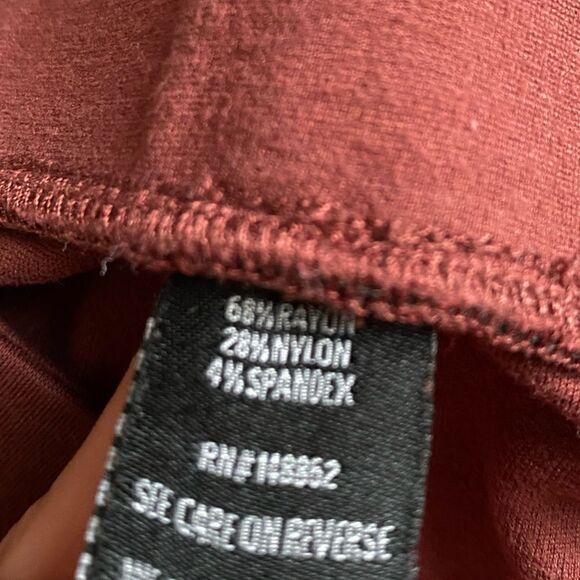 68% RAYON
28% NYLON
4% SPANDEX
RN# 148862
SEE CARE ON REVERSE